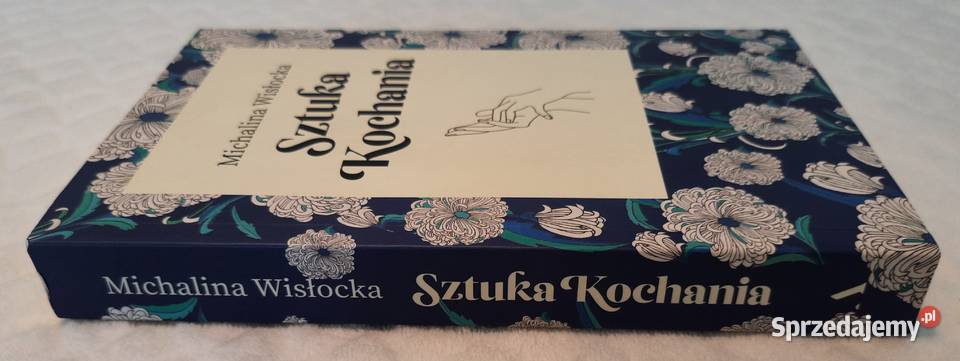 Michalina Wisłocka
Sztuka
Kochania
Michalina Wisłocka Sztuka Kochania
Sprzedajemy.pl